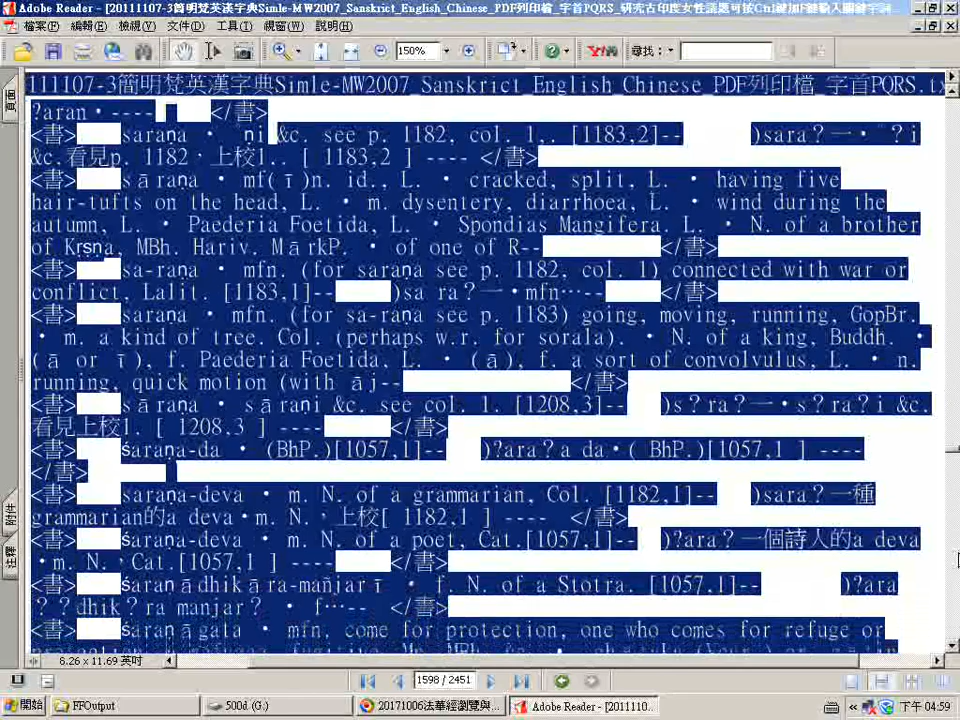 Adobe Reader - [20111107-3簡明梵英漢字典Simle-MW2007_Sanskrict_English_Chinese_PDF列印檔_字首PQRS_研究古印度女性議題可按Ctrl鍵加F鍵輸入關鍵字詞
檔案(F) 編輯(E) 檢視(V) 文件(D) 工具(T) 視窗(W) 說明(H)
150% Y! 尋找：
111107-3簡明梵英漢字典Simle-MW2007_Sanskrict_English_Chinese_PDF列印檔_字首PQRS.tx
?aran·---- </書>
<書> saraṇa · ṇi &c. see p. 1182, col. 1,. [1183,2]-- )sara？一·"？i
&c.看見p. 1182，上校1.. [ 1183,2 ] ---- </書>
<書> sāraṇa · mf(ī)n. id., L. · cracked, split, L. · having five
hair-tufts on the head, L. · m. dysentery, diarrhoea, L. · wind during the
autumn, L. · Paederia Foetida, L. · Spondias Mangifera. L. · N. of a brother
of Kṛṣṇa, MBh. Hariv. MārkP. · of one of R-- </書>
<書> sa-raṇa · mfn. (for saraṇa see p. 1182, col. 1) connected with war or
conflict, Lalit. [1183,1]-- )sa ra？一·mfn…-- </書>
<書> saraṇa · mfn. (for sa-raṇa see p. 1183) going, moving, running, GopBr.
· m. a kind of tree. Col. (perhaps w.r. for sorala). · N. of a king, Buddh. ·
(ā or ī), f. Paederia Foetida, L. · (ā), f. a sort of convolvulus, L. · n.
running, quick motion (with āj-- </書>
<書> sāraṇa · sāraṇi &c. see col. 1. [1208,3]-- )s？ra？一·s？ra？i &c.
看見上校1. [ 1208,3 ] ---- </書>
<書> śaraṇa-da · (BhP.)[1057,1]-- )?ara？a da·( BhP.)[1057,1 ] ----
</書>
<書> saraṇa-deva · m. N. of a grammarian, Col. [1182,1]-- )sara？一種
grammarian的a deva·m. N.，上校[ 1182,1 ] ---- </書>
<書> śaraṇa-deva · m. N. of a poet, Cat.[1057,1]-- )?ara？一個詩人的a deva
·m. N.，Cat.[1057,1 ] ---- </書>
<書> śaraṇādhikāra-mañjarī · f. N. of a Stotra. [1057,1]-- )?ara
？？dhik？ra manjar？ · f…-- </書>
<書> śaraṇāgata · mfn, come for protection, one who comes for refuge or
8.26 x 11.69 英吋
頁面
附件
注釋
1598 / 2451
開始 FFOutput 500d (G:) 20171006法華經瀏覽與... Adobe Reader - [2011110... 下午 04:59